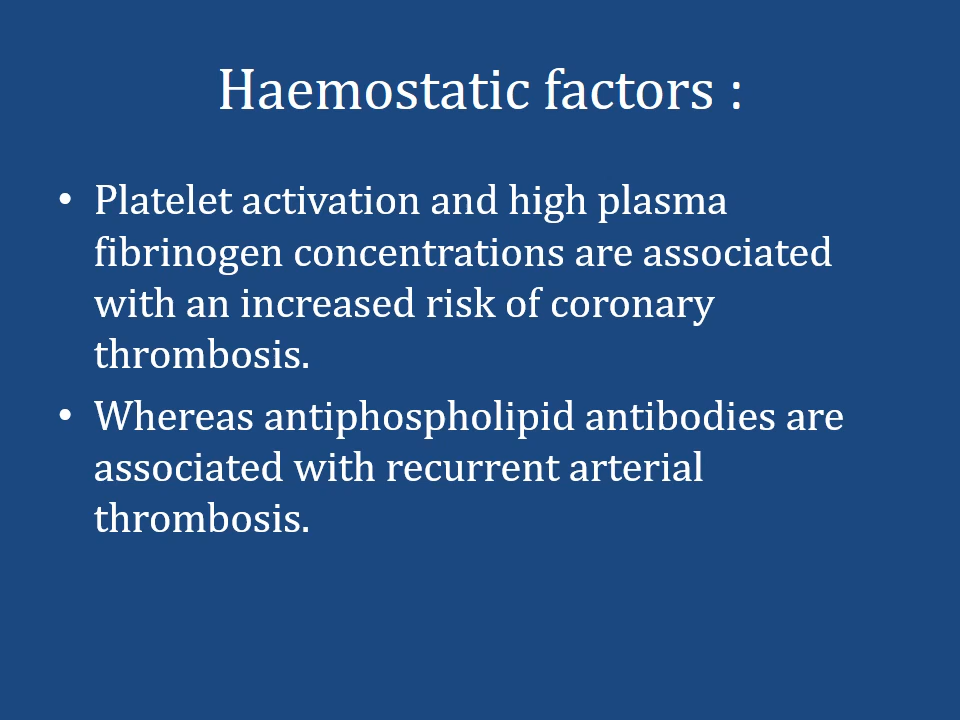 Haemostatic factors :
• Platelet activation and high plasma
fibrinogen concentrations are associated
with an increased risk of coronary
thrombosis.
• Whereas antiphospholipid antibodies are
associated with recurrent arterial
thrombosis.